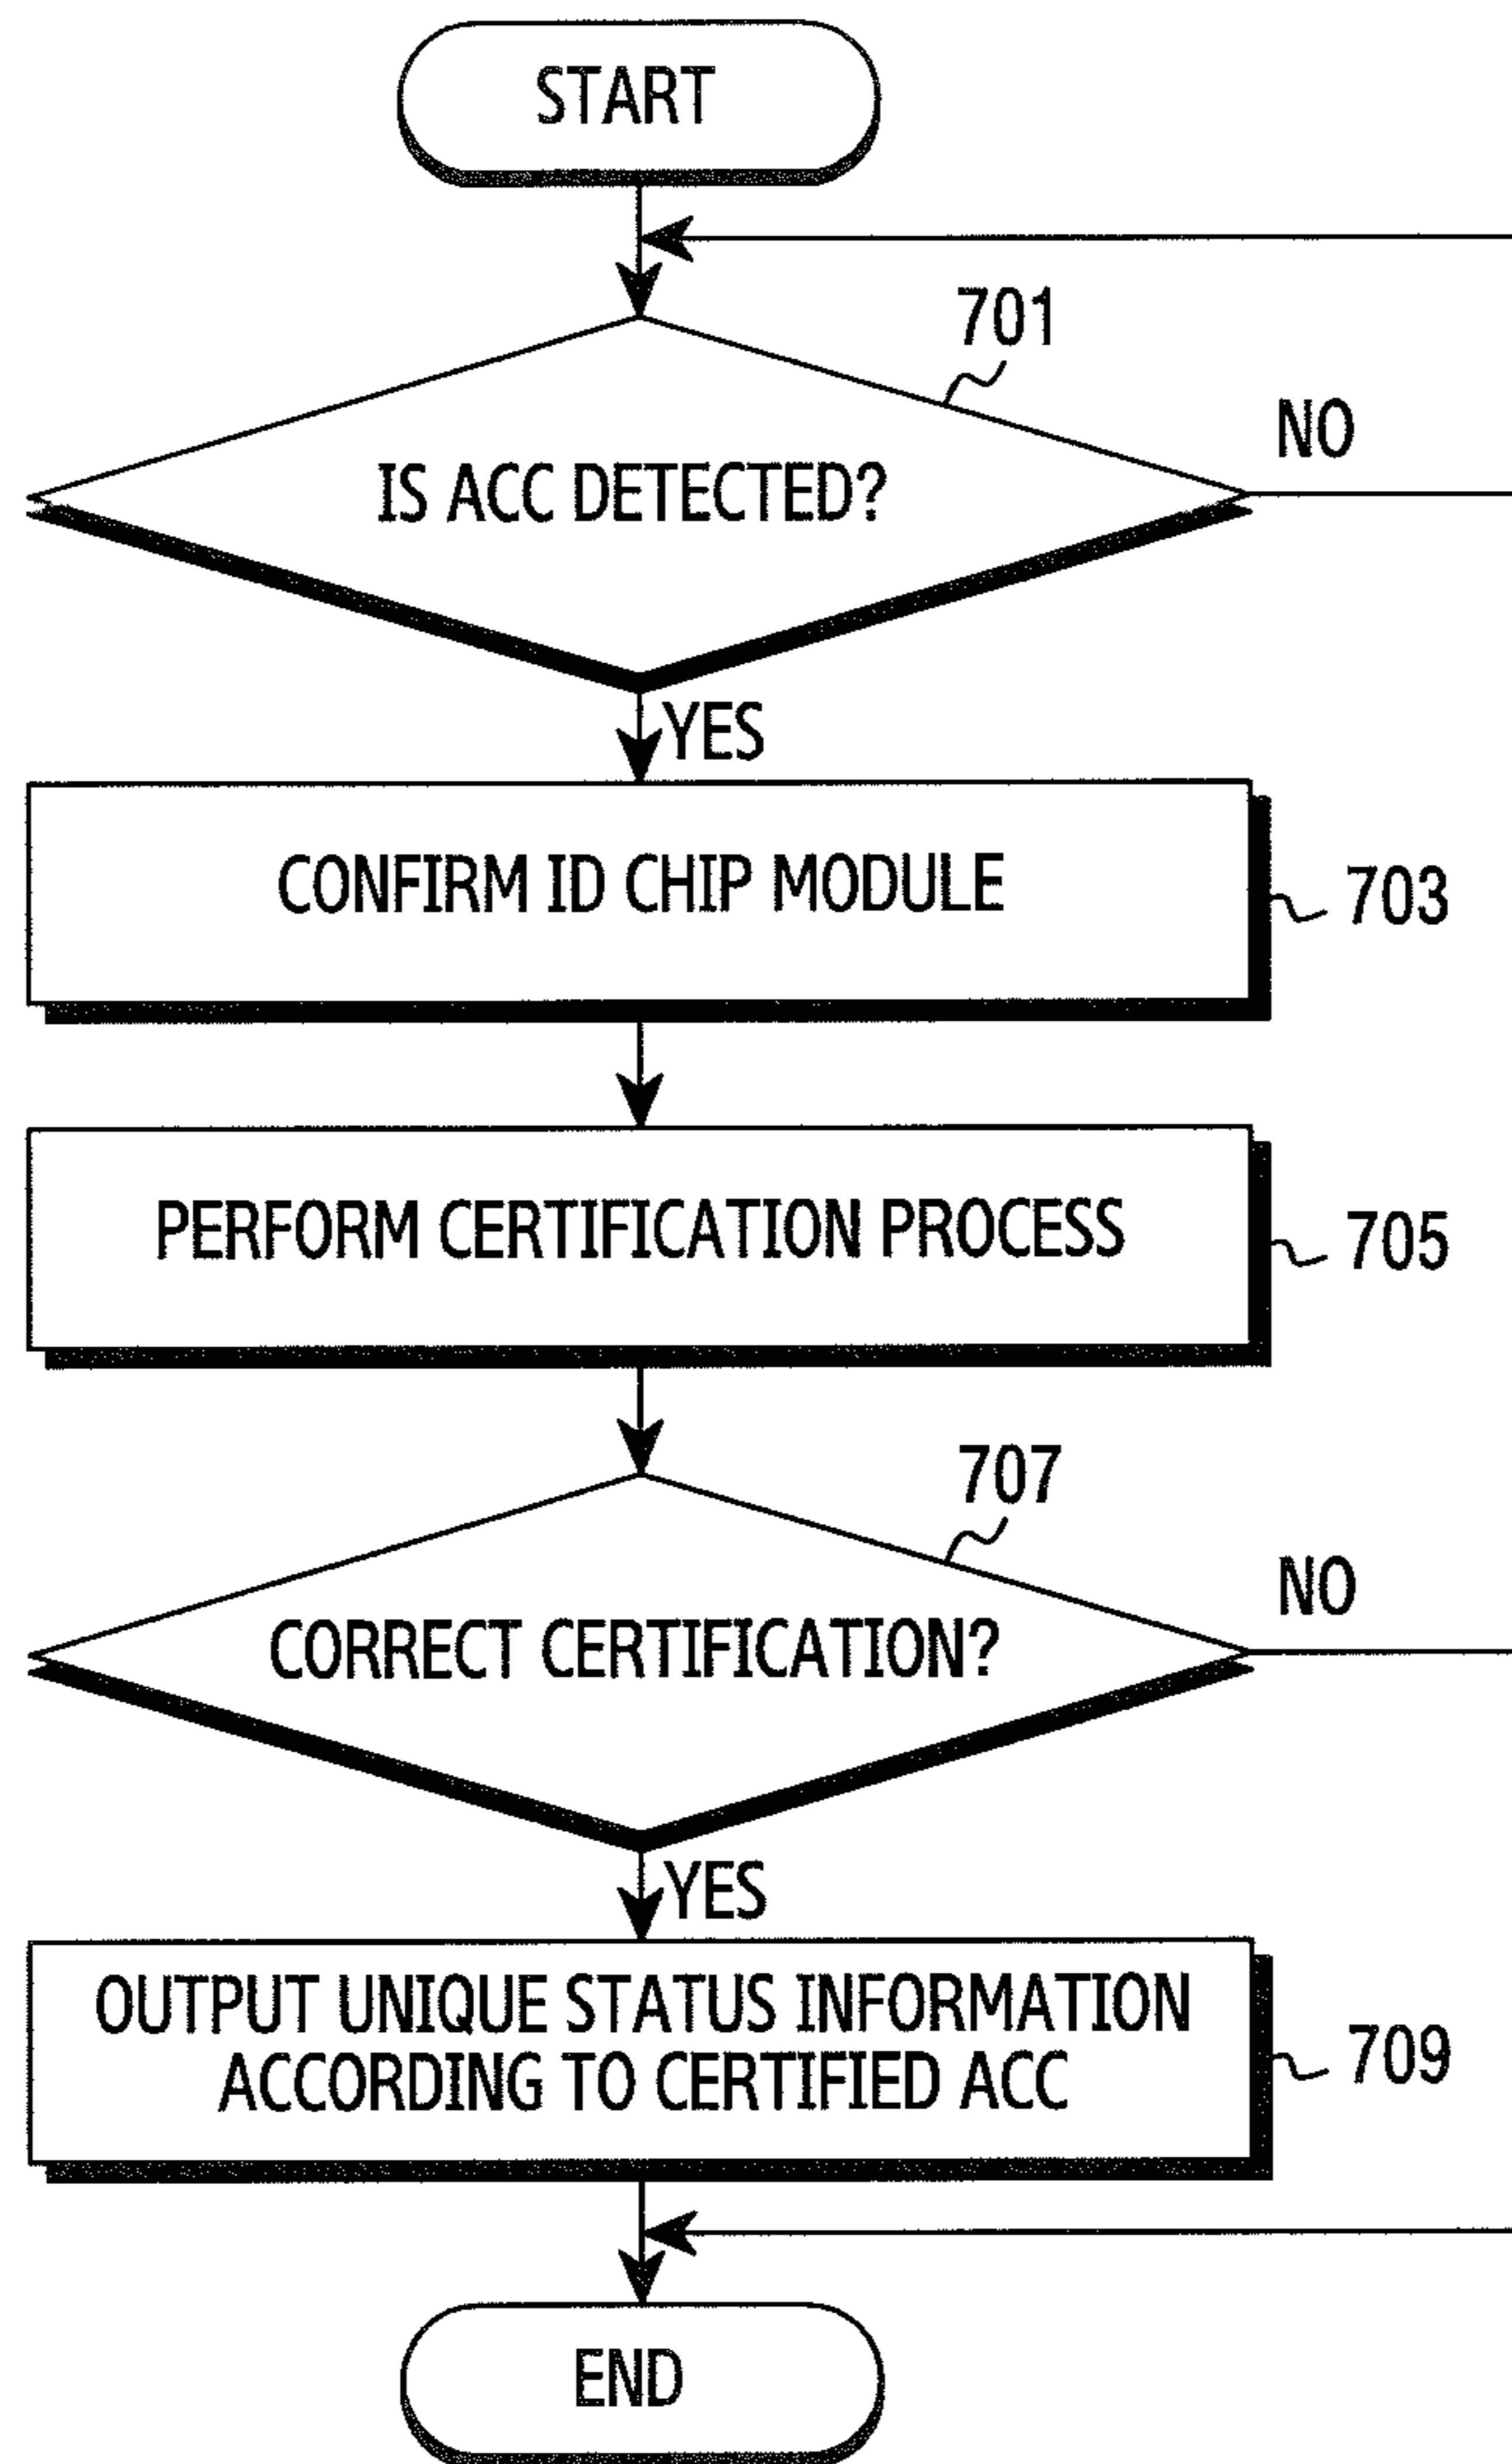 START
701
NO
IS ACC DETECTED?
YES
CONFIRM ID CHIP MODULE
703
PERFORM CERTIFICATION PROCESS
705
707
NO
CORRECT CERTIFICATION?
YES
OUTPUT UNIQUE STATUS INFORMATION
ACCORDING TO CERTIFIED ACC
709
END